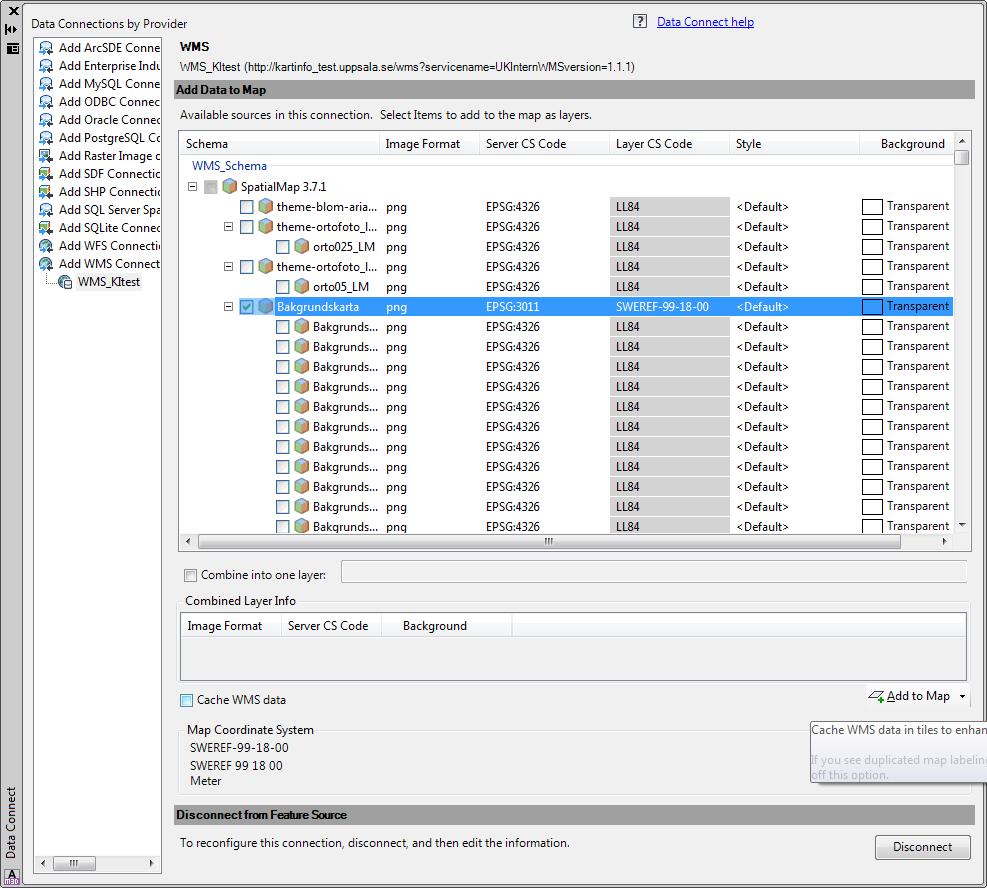 Data Connections by Provider
? Data Connect help
Add ArcSDE Conne
Add Enterprise Indu
Add MySQL Conne
Add ODBC Connec
Add Oracle Connec
Add PostgreSQL Co
Add Raster Image c
Add SDF Connectic
Add SHP Connectic
Add SQL Server Spa
Add SQLite Connec
Add WFS Connectic
Add WMS Connect
WMS_KItest
WMS
WMS_KItest (http://kartinfo_test.uppsala.se/wms?servicename=UKInternWMSversion=1.1.1)
Add Data to Map
Available sources in this connection. Select Items to add to the map as layers.
Schema Image Format Server CS Code Layer CS Code Style Background
WMS_Schema
SpatialMap 3.7.1
theme-blom-aria... png EPSG:4326 LL84 <Default> Transparent
theme-ortofoto_l... png EPSG:4326 LL84 <Default> Transparent
orto025_LM png EPSG:4326 LL84 <Default> Transparent
theme-ortofoto_l... png EPSG:4326 LL84 <Default> Transparent
orto05_LM png EPSG:4326 LL84 <Default> Transparent
Bakgrundskarta png EPSG:3011 SWEREF-99-18-00 <Default> Transparent
Bakgrunds... png EPSG:4326 LL84 <Default> Transparent
Bakgrunds... png EPSG:4326 LL84 <Default> Transparent
Bakgrunds... png EPSG:4326 LL84 <Default> Transparent
Bakgrunds... png EPSG:4326 LL84 <Default> Transparent
Bakgrunds... png EPSG:4326 LL84 <Default> Transparent
Bakgrunds... png EPSG:4326 LL84 <Default> Transparent
Bakgrunds... png EPSG:4326 LL84 <Default> Transparent
Bakgrunds... png EPSG:4326 LL84 <Default> Transparent
Bakgrunds... png EPSG:4326 LL84 <Default> Transparent
Bakgrunds... png EPSG:4326 LL84 <Default> Transparent
Bakgrunds... png EPSG:4326 LL84 <Default> Transparent
Combine into one layer:
Combined Layer Info
Image Format Server CS Code Background
Cache WMS data
Add to Map
Map Coordinate System
SWEREF-99-18-00
SWEREF 99 18 00
Meter
Cache WMS data in tiles to enhan
If you see duplicated map labelin
off this option.
Disconnect from Feature Source
To reconfigure this connection, disconnect, and then edit the information.
Disconnect
Data Connect